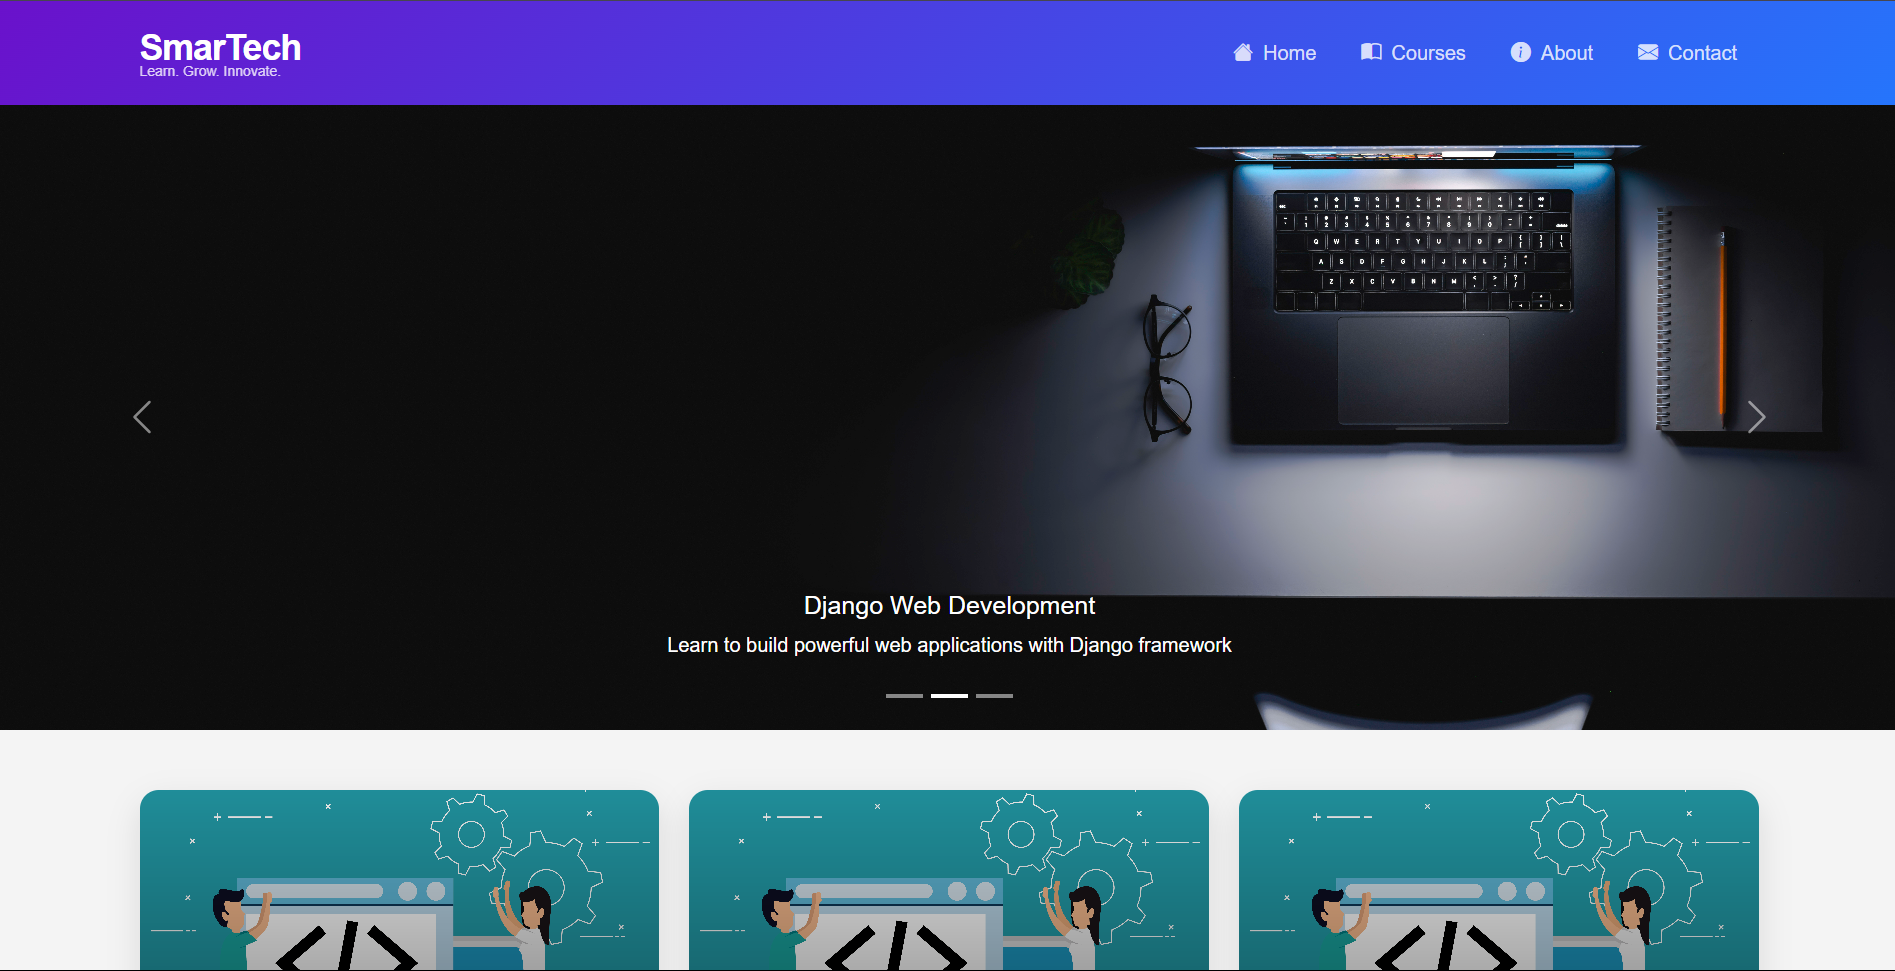 SmarTech
Learn. Grow. Innovate.
Home
Courses
About
Contact
Q W E R T Y U I O P
A S D F G H J K L
Z X C V B N M
Django Web Development
Learn to build powerful web applications with Django framework